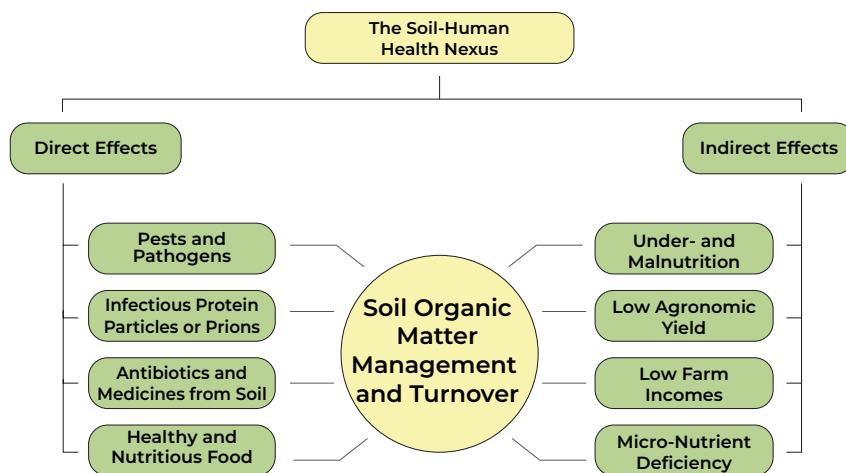 The Soil-Human
Health Nexus
Direct Effects
Indirect Effects
Pests and
Pathogens
Infectious Protein
Particles or Prions
Antibiotics and
Medicines from Soil
Healthy and
Nutritious Food
Soil Organic
Matter
Management
and Turnover
Under- and
Malnutrition
Low Agronomic
Yield
Low Farm
Incomes
Micro-Nutrient
Deficiency